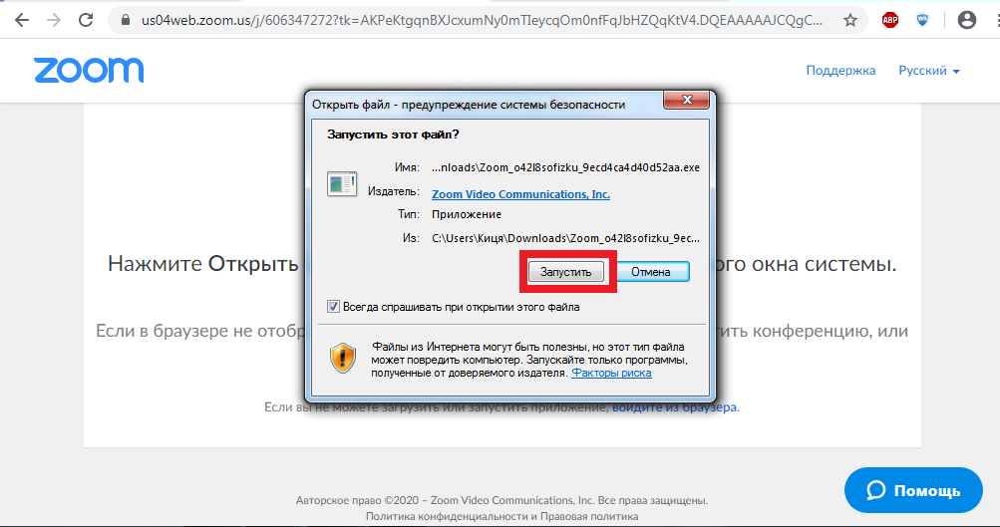 us04web.zoom.us/j/606347272?tk=AKPeKtgqnBXJcxumNy0mTIeycqOm0nfFqJbHZQqKtV4.DQEAAAAAJCQgC...
ABP
zoom
Поддержка Русский
Открыть файл - предупреждение системы безопасности
Запустить этот файл?
Имя: ...nloads\Zoom_o42l8sofizku_9ecd4ca4d40d52aa.exe
Издатель: Zoom Video Communications, Inc.
Тип: Приложение
Из: C:\Users\Киця\Downloads\Zoom_o42l8sofizku_9ec...
Запустить Отмена
Всегда спрашивать при открытии этого файла
Файлы из Интернета могут быть полезны, но этот тип файла
может повредить компьютер. Запускайте только программы,
полученные от доверяемого издателя. Факторы риска
Нажмите Открыть ого окна системы.
Если в браузере не отобр тить конференцию, или
Если вы не можете загрузить или запустить приложение, войдите из браузера.
Помощь
Авторское право ©2020 – Zoom Video Communications, Inc. Все права защищены.
Политика конфиденциальности и Правовая политика